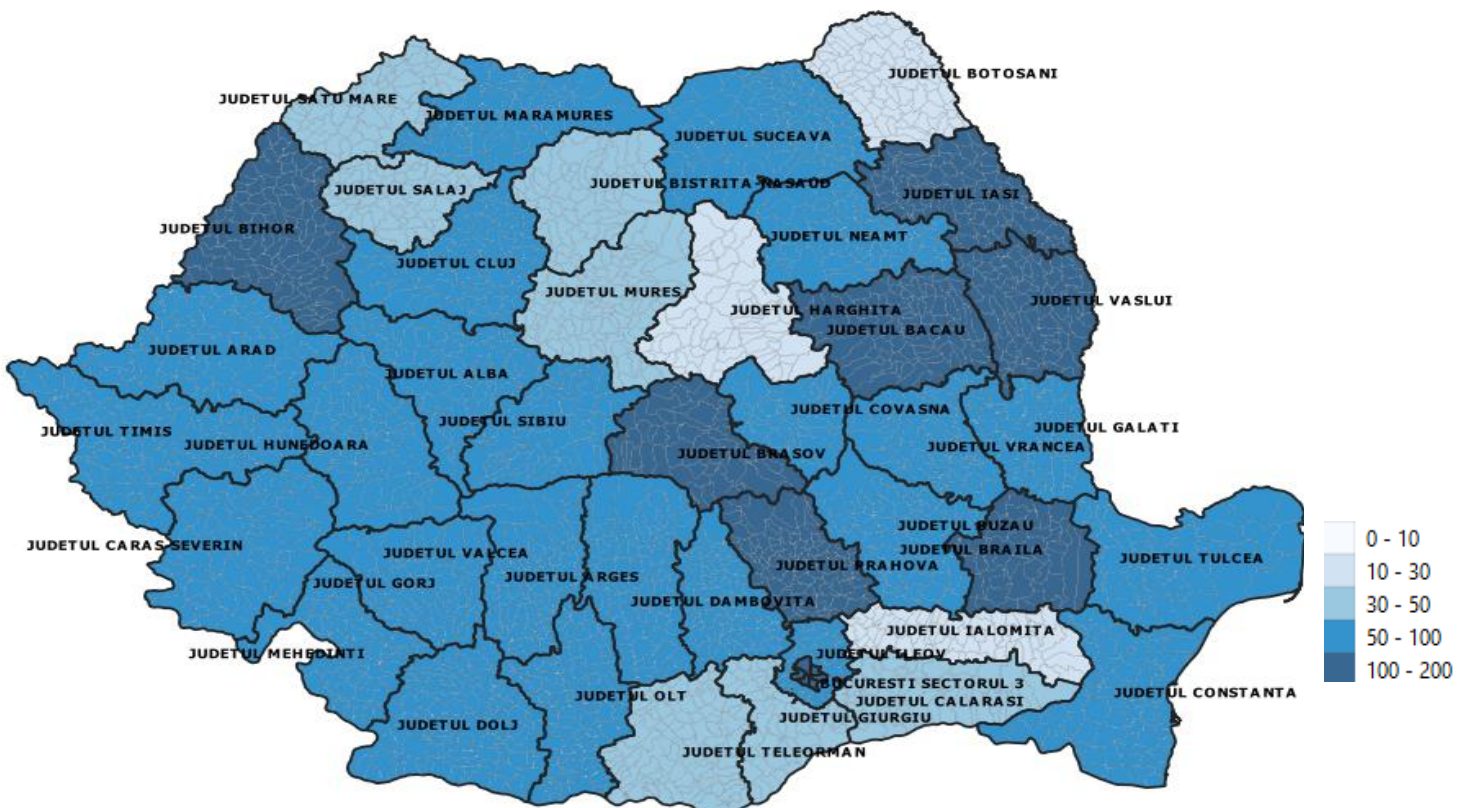 JUDETUL BOTOSANI
JUDETUL SATU MARE
JUDETUL MARAMURES
JUDETUL SUCEAVA
JUDETUL SALAJ
JUDETUL BISTRITA-NASAUD
JUDETUL IASI
JUDETUL BIHOR
JUDETUL NEAMT
JUDETUL CLUJ
JUDETUL MURES
JUDETUL VASLUI
JUDETUL HARGHITA
JUDETUL BACAU
JUDETUL ARAD
JUDETUL ALBA
JUDETUL COVASNA
JUDETUL SIBIU
JUDETUL TIMIS
JUDETUL GALATI
JUDETUL HUNEDOARA
JUDETUL VRANCEA
JUDETUL BRASOV
JUDETUL BUZAU
0 - 10
JUDETUL CARAS-SEVERIN
JUDETUL VALCEA
JUDETUL BRAILA
JUDETUL TULCEA
JUDETUL PRAHOVA
10 - 30
JUDETUL GORJ
JUDETUL ARGES
JUDETUL DAMBOVITA
30 - 50
JUDETUL IALOMITA
50 - 100
JUDETUL MEHEDINTI
JUDETUL ILFOV
100 - 200
BUCURESTI SECTORUL 3
JUDETUL OLT
JUDETUL CONSTANTA
JUDETUL CALARASI
JUDETUL GIURGIU
JUDETUL DOLJ
JUDETUL TELEORMAN